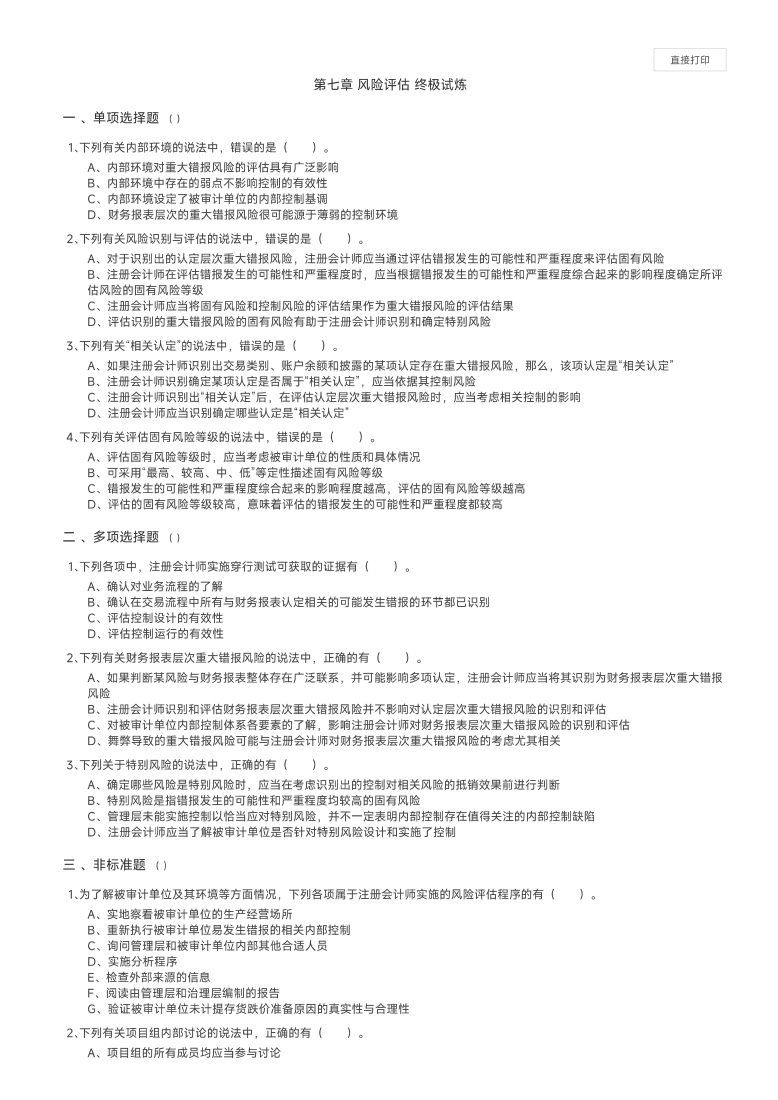 直接打印
第七章 风险评估 终极试炼
一 、单项选择题 ( )
1、下列有关内部环境的说法中，错误的是（　　）。
A、内部环境对重大错报风险的评估具有广泛影响
B、内部环境中存在的弱点不影响控制的有效性
C、内部环境设定了被审计单位的内部控制基调
D、财务报表层次的重大错报风险很可能源于薄弱的控制环境
2、下列有关风险识别与评估的说法中，错误的是（　　）。
A、对于识别出的认定层次重大错报风险，注册会计师应当通过评估错报发生的可能性和严重程度来评估固有风险
B、注册会计师在评估错报发生的可能性和严重程度时，应当根据错报发生的可能性和严重程度综合起来的影响程度确定所评
估风险的固有风险等级
C、注册会计师应当将固有风险和控制风险的评估结果作为重大错报风险的评估结果
D、评估识别的重大错报风险的固有风险有助于注册会计师识别和确定特别风险
3、下列有关“相关认定”的说法中，错误的是（　　）。
A、如果注册会计师识别出交易类别、账户余额和披露的某项认定存在重大错报风险，那么，该项认定是“相关认定”
B、注册会计师识别确定某项认定是否属于“相关认定”，应当依据其控制风险
C、注册会计师识别出“相关认定”后，在评估认定层次重大错报风险时，应当考虑相关控制的影响
D、注册会计师应当识别确定哪些认定是“相关认定”
4、下列有关评估固有风险等级的说法中，错误的是（　　）。
A、评估固有风险等级时，应当考虑被审计单位的性质和具体情况
B、可采用“最高、较高、中、低”等定性描述固有风险等级
C、错报发生的可能性和严重程度综合起来的影响程度越高，评估的固有风险等级越高
D、评估的固有风险等级较高，意味着评估的错报发生的可能性和严重程度都较高
二 、多项选择题 ( )
1、下列各项中，注册会计师实施穿行测试可获取的证据有（　　）。
A、确认对业务流程的了解
B、确认在交易流程中所有与财务报表认定相关的可能发生错报的环节都已识别
C、评估控制设计的有效性
D、评估控制运行的有效性
2、下列有关财务报表层次重大错报风险的说法中，正确的有（　　）。
A、如果判断某风险与财务报表整体存在广泛联系，并可能影响多项认定，注册会计师应当将其识别为财务报表层次重大错报
风险
B、注册会计师识别和评估财务报表层次重大错报风险并不影响对认定层次重大错报风险的识别和评估
C、对被审计单位内部控制体系各要素的了解，影响注册会计师对财务报表层次重大错报风险的识别和评估
D、舞弊导致的重大错报风险可能与注册会计师对财务报表层次重大错报风险的考虑尤其相关
3、下列关于特别风险的说法中，正确的有（　　）。
A、确定哪些风险是特别风险时，应当在考虑识别出的控制对相关风险的抵销效果前进行判断
B、特别风险是指错报发生的可能性和严重程度均较高的固有风险
C、管理层未能实施控制以恰当应对特别风险，并不一定表明内部控制存在值得关注的内部控制缺陷
D、注册会计师应当了解被审计单位是否针对特别风险设计和实施了控制
三 、非标准题 ( )
1、为了解被审计单位及其环境等方面情况，下列各项属于注册会计师实施的风险评估程序的有（　　）。
A、实地察看被审计单位的生产经营场所
B、重新执行被审计单位易发生错报的相关内部控制
C、询问管理层和被审计单位内部其他合适人员
D、实施分析程序
E、检查外部来源的信息
F、阅读由管理层和治理层编制的报告
G、验证被审计单位未计提存货跌价准备原因的真实性与合理性
2、下列有关项目组内部讨论的说法中，正确的有（　　）。
A、项目组的所有成员均应当参与讨论